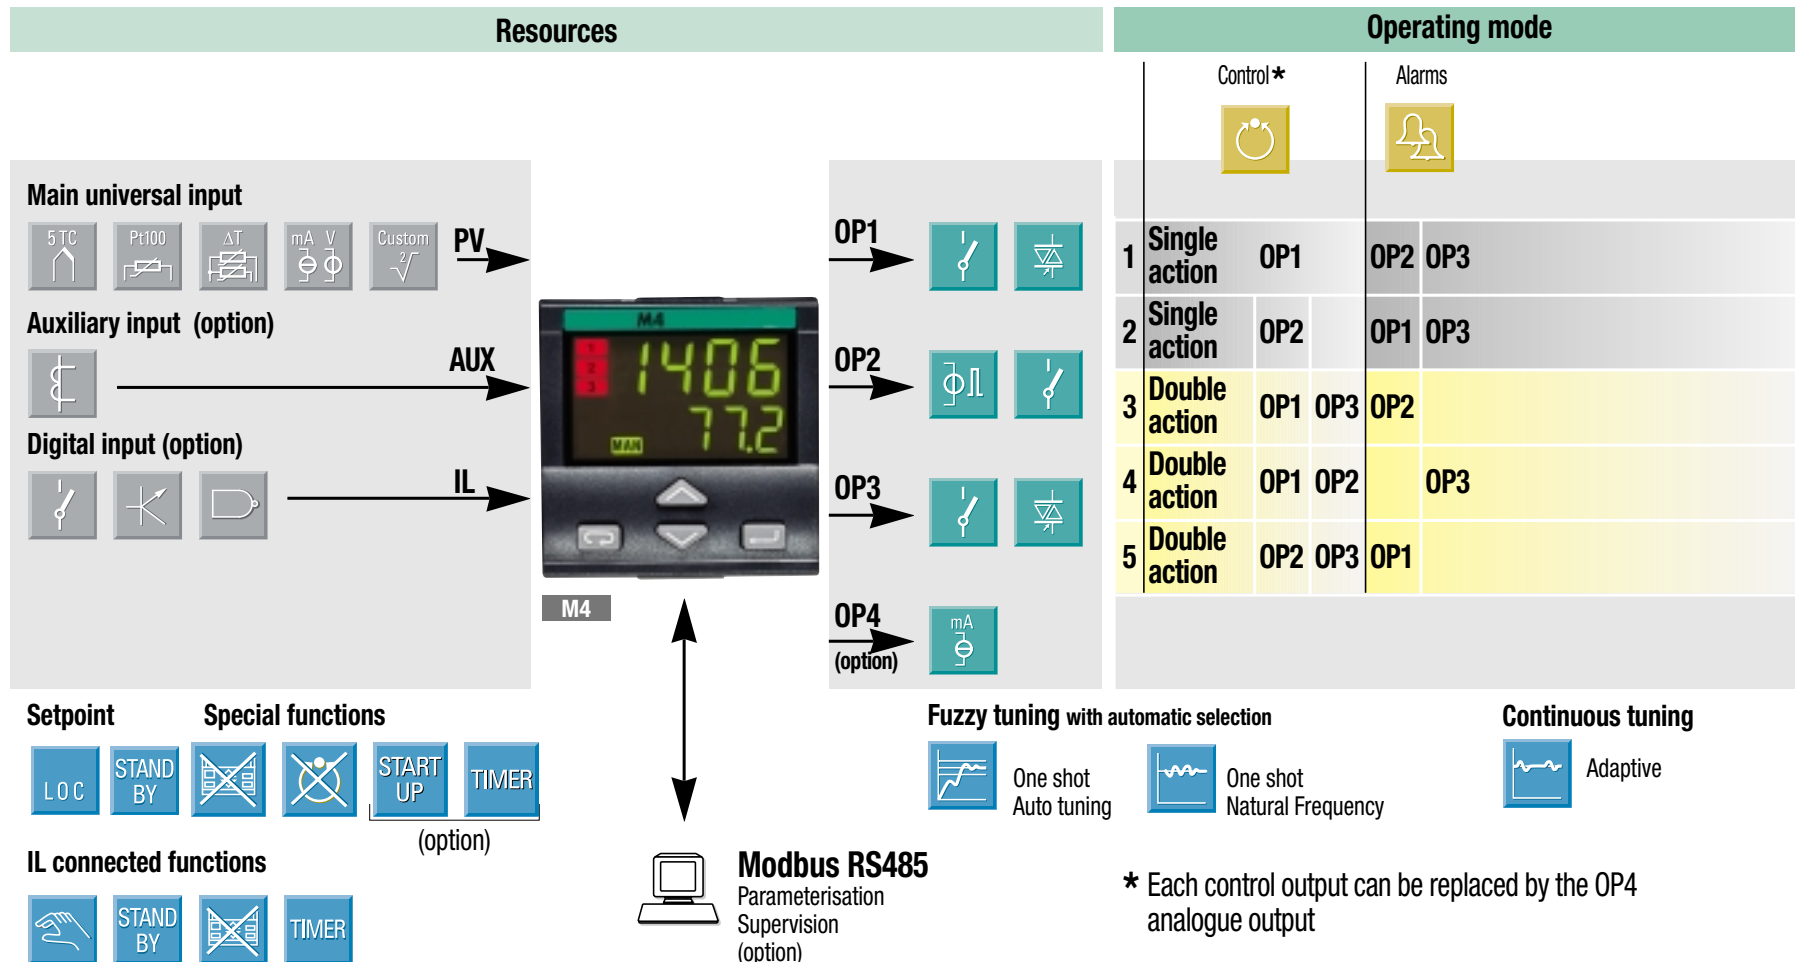 Resources
Operating mode
Control*
Alarms
Main universal input
5 TC
Pt100
ΔT
mA V
Custom
2√
PV
Auxiliary input (option)
AUX
Digital input (option)
IL
M4
1
2
3
1406
77.2
MAN
M4
OP1
OP2
OP3
OP4
(option)
mA
1 Single action OP1 OP2 OP3
2 Single action OP2 OP1 OP3
3 Double action OP1 OP3 OP2
4 Double action OP1 OP2 OP3
5 Double action OP2 OP3 OP1
Setpoint
Special functions
LOC
STAND BY
START UP
TIMER
(option)
IL connected functions
STAND BY
TIMER
Modbus RS485
Parameterisation
Supervision
(option)
Fuzzy tuning with automatic selection
One shot
Auto tuning
One shot
Natural Frequency
Continuous tuning
Adaptive
* Each control output can be replaced by the OP4
analogue output